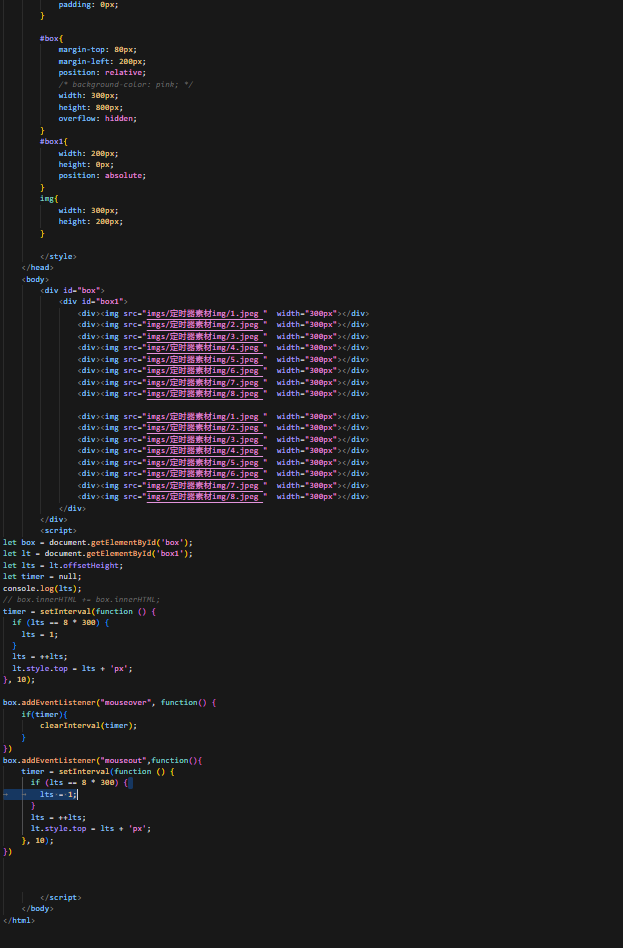 padding: 0px;
}
#box{
margin-top: 80px;
margin-left: 200px;
position: relative;
/* background-color: pink; */
width: 300px;
height: 800px;
overflow: hidden;
}
#box1{
width: 200px;
height: 0px;
position: absolute;
}
img{
width: 300px;
height: 200px;
}
</style>
</head>
<body>
<div id="box">
<div id="box1">
<div><img src="imgs/定时器素材img/1.jpeg " width="300px"></div>
<div><img src="imgs/定时器素材img/2.jpeg " width="300px"></div>
<div><img src="imgs/定时器素材img/3.jpeg " width="300px"></div>
<div><img src="imgs/定时器素材img/4.jpeg " width="300px"></div>
<div><img src="imgs/定时器素材img/5.jpeg " width="300px"></div>
<div><img src="imgs/定时器素材img/6.jpeg " width="300px"></div>
<div><img src="imgs/定时器素材img/7.jpeg " width="300px"></div>
<div><img src="imgs/定时器素材img/8.jpeg " width="300px"></div>
<div><img src="imgs/定时器素材img/1.jpeg " width="300px"></div>
<div><img src="imgs/定时器素材img/2.jpeg " width="300px"></div>
<div><img src="imgs/定时器素材img/3.jpeg " width="300px"></div>
<div><img src="imgs/定时器素材img/4.jpeg " width="300px"></div>
<div><img src="imgs/定时器素材img/5.jpeg " width="300px"></div>
<div><img src="imgs/定时器素材img/6.jpeg " width="300px"></div>
<div><img src="imgs/定时器素材img/7.jpeg " width="300px"></div>
<div><img src="imgs/定时器素材img/8.jpeg " width="300px"></div>
</div>
</div>
<script>
let box = document.getElementById('box');
let lt = document.getElementById('box1');
let lts = lt.offsetHeight;
let timer = null;
console.log(lts);
// box.innerHTML += box.innerHTML;
timer = setInterval(function () {
if (lts == 8 * 300) {
lts = 1;
}
lts = ++lts;
lt.style.top = lts + 'px';
}, 10);
box.addEventListener("mouseover", function() {
if(timer){
clearInterval(timer);
}
})
box.addEventListener("mouseout",function(){
timer = setInterval(function () {
if (lts == 8 * 300) {
lts = 1;
}
lts = ++lts;
lt.style.top = lts + 'px';
}, 10);
})
</script>
</body>
</html>